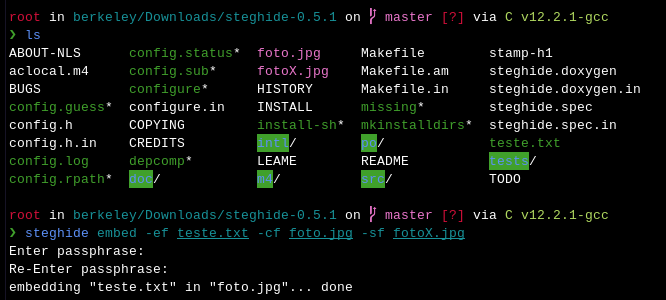 root in berkeley/Downloads/steghide-0.5.1 on master [?] via C v12.2.1-gcc
❯ ls
ABOUT-NLS config.status* foto.jpg Makefile stamp-h1
aclocal.m4 config.sub* fotoX.jpg Makefile.am steghide.doxygen
BUGS configure* HISTORY Makefile.in steghide.doxygen.in
config.guess* configure.in INSTALL missing* steghide.spec
config.h COPYING install-sh* mkinstalldirs* steghide.spec.in
config.h.in CREDITS intl/ po/ teste.txt
config.log depcomp* LEAME README tests/
config.rpath* doc/ m4/ src/ TODO
root in berkeley/Downloads/steghide-0.5.1 on master [?] via C v12.2.1-gcc
❯ steghide embed -ef teste.txt -cf foto.jpg -sf fotoX.jpg
Enter passphrase:
Re-Enter passphrase:
embedding "teste.txt" in "foto.jpg"... done